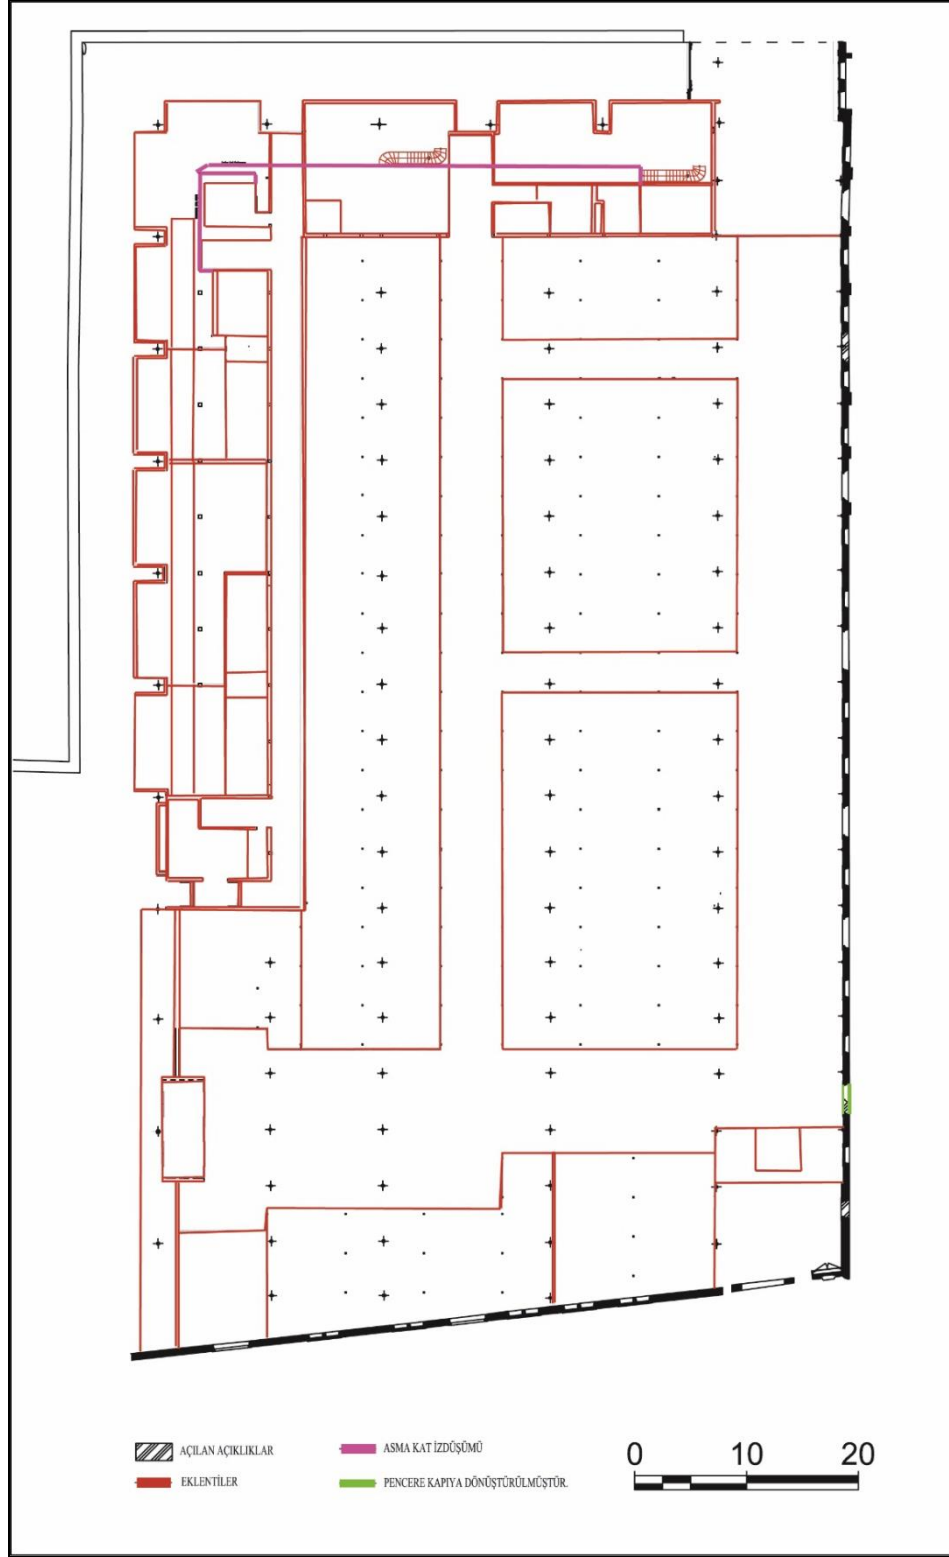 AÇILAN AÇIKLIKLAR
ASMA KAT İZDÜŞÜMÜ
EKLENTİLER
PENCERE KAPIYA DÖNÜŞTÜRÜLMÜŞTÜR.
0 10 20